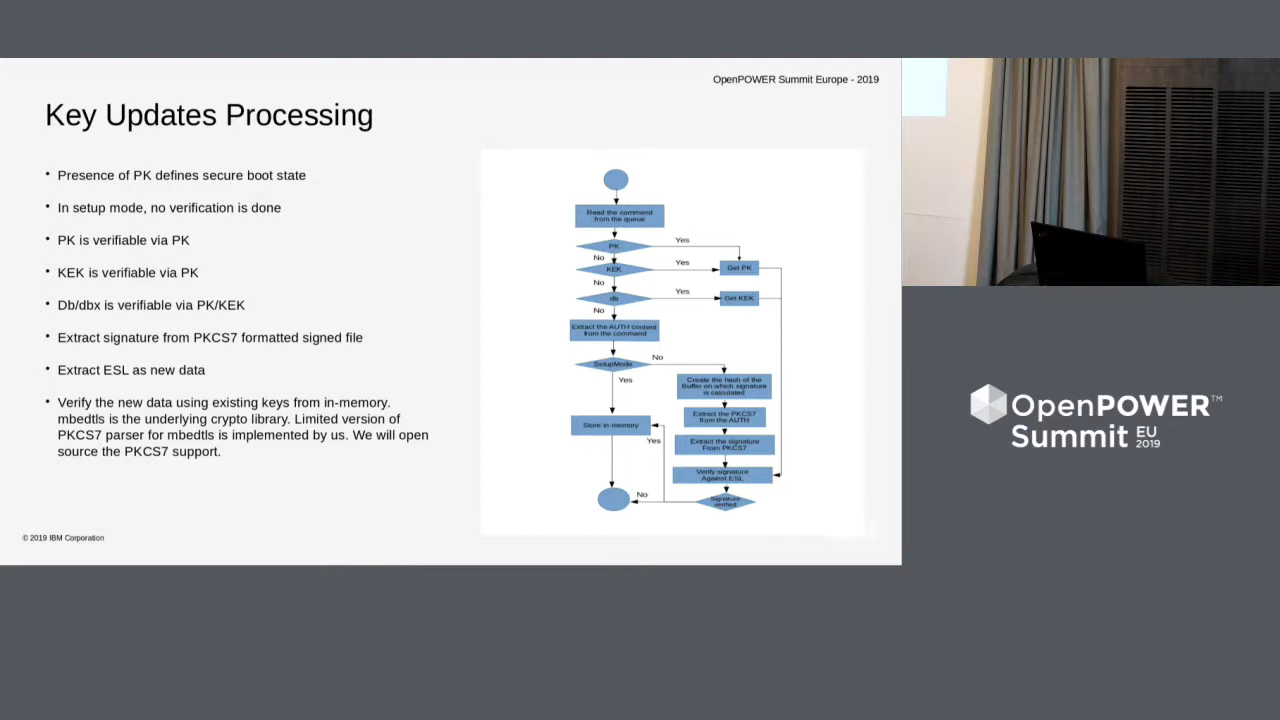 OpenPOWER Summit Europe - 2019
Key Updates Processing
• Presence of PK defines secure boot state
• In setup mode, no verification is done
• PK is verifiable via PK
• KEK is verifiable via PK
• Db/dbx is verifiable via PK/KEK
• Extract signature from PKCS7 formatted signed file
• Extract ESL as new data
• Verify the new data using existing keys from in-memory.
mbedtls is the underlying crypto library. Limited version of
PKCS7 parser for mbedtls is implemented by us. We will open
source the PKCS7 support.
Read the command
from the queue
PK
Yes
No
KEK
Yes
Get PK
No
db
Yes
Get KEK
No
Extract the AUTH content
from the command
SetupMode
No
Yes
Create the hash of the
Buffer on which signature
is calculated
Extract the PKCS7
from the AUTH
Store in-memory
Yes
Extract the signature
From PKCS7
Verify signature
Against ESL
No
Signature
verified
© 2019 IBM Corporation
OpenPOWER™
Summit EU
2019